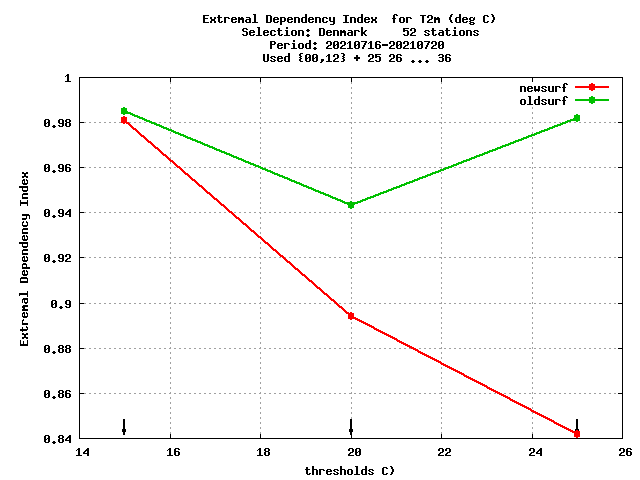 Extremal Dependency Index  for T2m (deg C)
Selection: Denmark     52 stations
Period: 20210716-20210720
Used {00,12} + 25 26 ... 36
newsurf
oldsurf
1
0.98
0.96
0.94
0.92
0.9
0.88
0.86
0.84
Extremal Dependency Index
14 16 18 20 22 24 26
thresholds C)